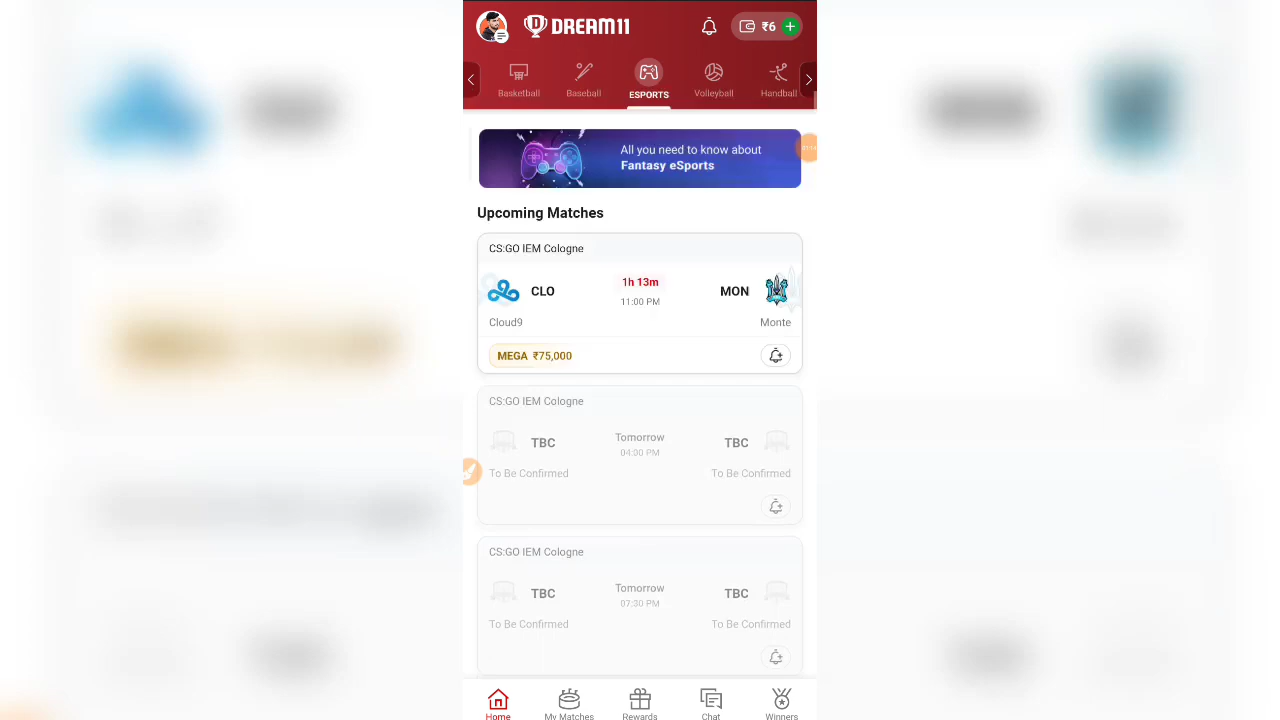 DREAM11
₹6
Basketball
Baseball
ESPORTS
Volleyball
Handball
All you need to know about
Fantasy eSports
Upcoming Matches
CS:GO IEM Cologne
CLO
1h 13m
MON
11:00 PM
Cloud9
Monte
MEGA ₹75,000
CS:GO IEM Cologne
TBC
Tomorrow
TBC
04:00 PM
To Be Confirmed
To Be Confirmed
CS:GO IEM Cologne
TBC
Tomorrow
TBC
07:30 PM
To Be Confirmed
To Be Confirmed
Home
My Matches
Rewards
Chat
Winners